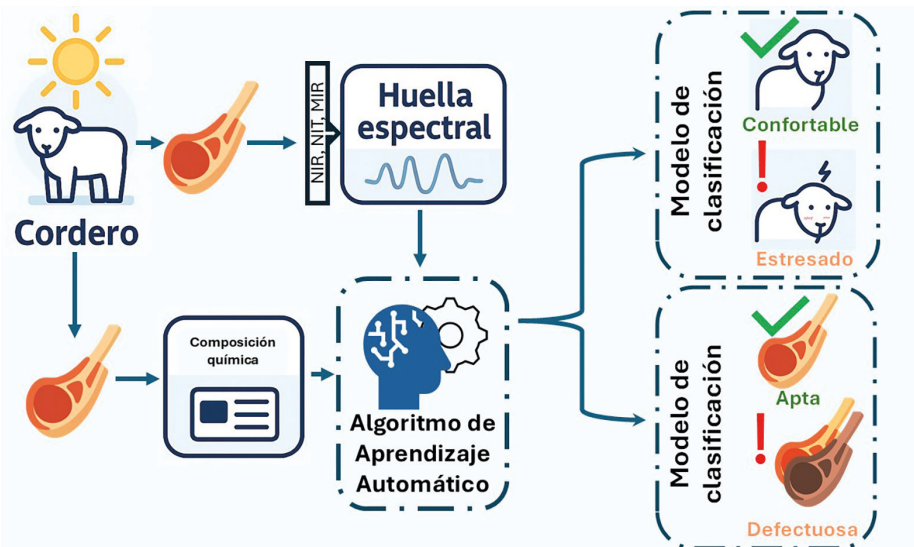 Cordero
NIR, NIT, MIR
Huella
espectral
Composición
química
Algoritmo de
Aprendizaje
Automático
Modelo de
clasificación
Confortable
Estresado
Modelo de
clasificación
Apta
Defectuosa